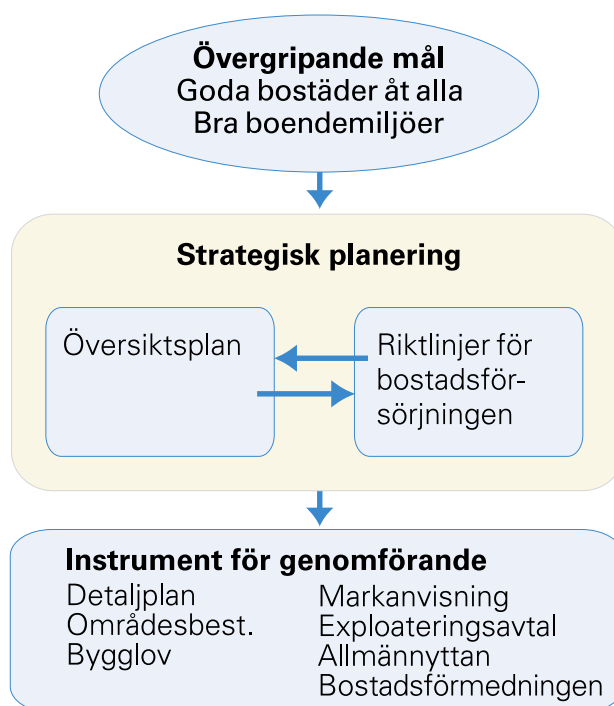 Övergripande mål
Goda bostäder åt alla
Bra boendemiljöer
Strategisk planering
Översiktsplan
Riktlinjer för
bostadsför-
sörjningen
Instrument för genomförande
Detaljplan
Områdesbest.
Bygglov
Markanvisning
Exploateringsavtal
Allmännyttan
Bostadsförmedningen